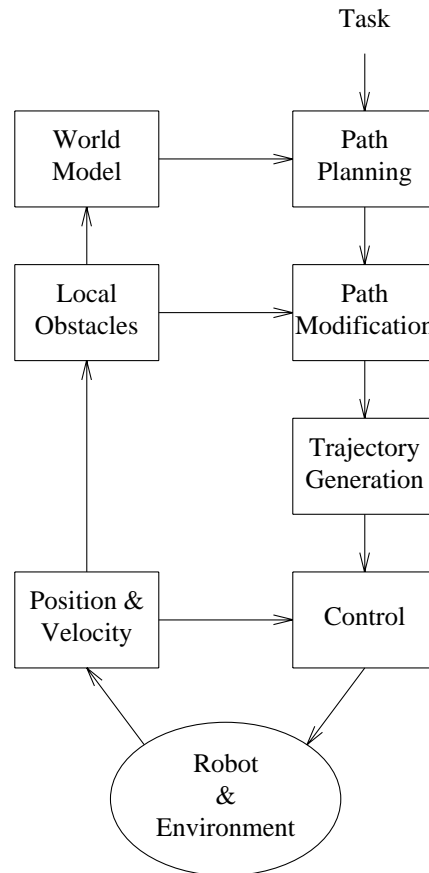 Task
World
Model
Path
Planning
Local
Obstacles
Path
Modification
Trajectory
Generation
Position &
Velocity
Control
Robot
&
Environment